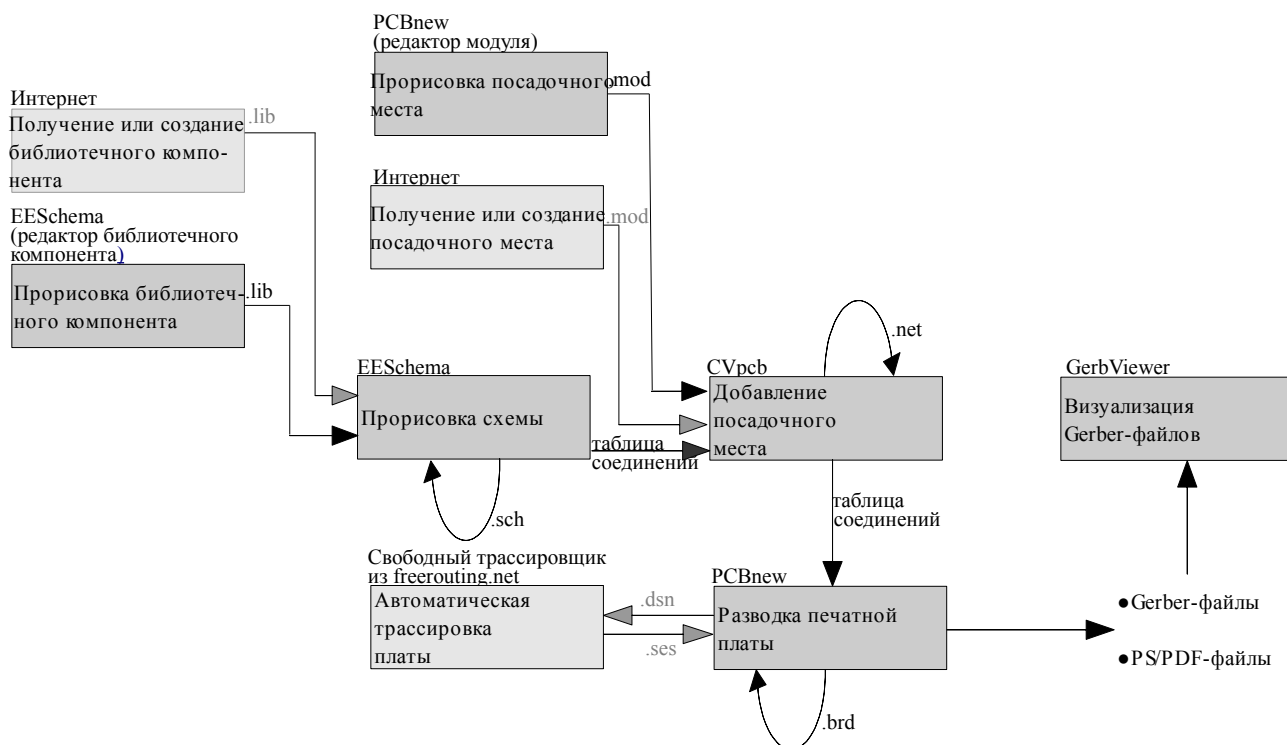 PCBnew
(редактор модуля)
Прорисовка посадочного
места
.mod
Интернет
Получение или создание
библиотечного компо-
нента
.lib
Интернет
Получение или создание
посадочного места
.mod
EESchema
(редактор библиотечного
компонента)
Прорисовка библиотеч-
ного компонента
.lib
EESchema
Прорисовка схемы
.sch
таблица
соединений
CVpcb
Добавление
посадочного
места
.net
GerbViewer
Визуализация
Gerber-файлов
таблица
соединений
Свободный трассировщик
из freerouting.net
Автоматическая
трассировка
платы
.dsn
.ses
PCBnew
Разводка печатной
платы
.brd
●Gerber-файлы
●PS/PDF-файлы